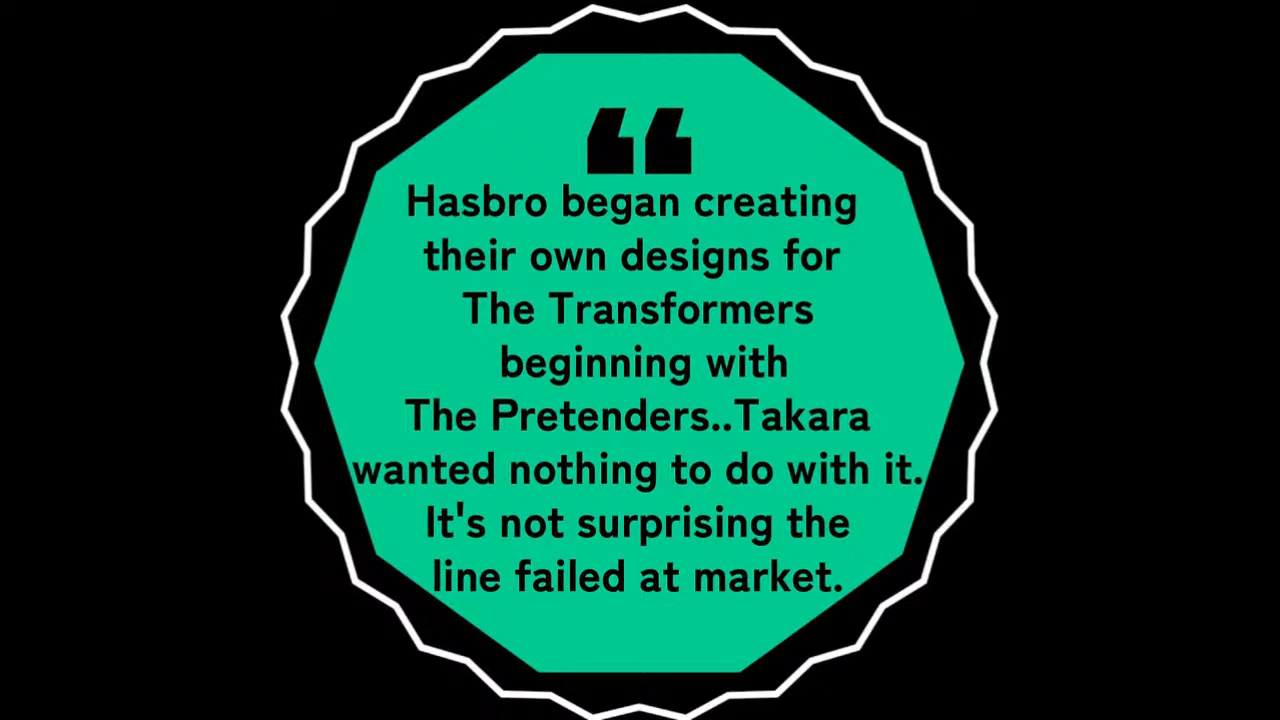 “
Hasbro began creating
their own designs for
The Transformers
beginning with
The Pretenders..Takara
wanted nothing to do with it.
It's not surprising the
line failed at market.